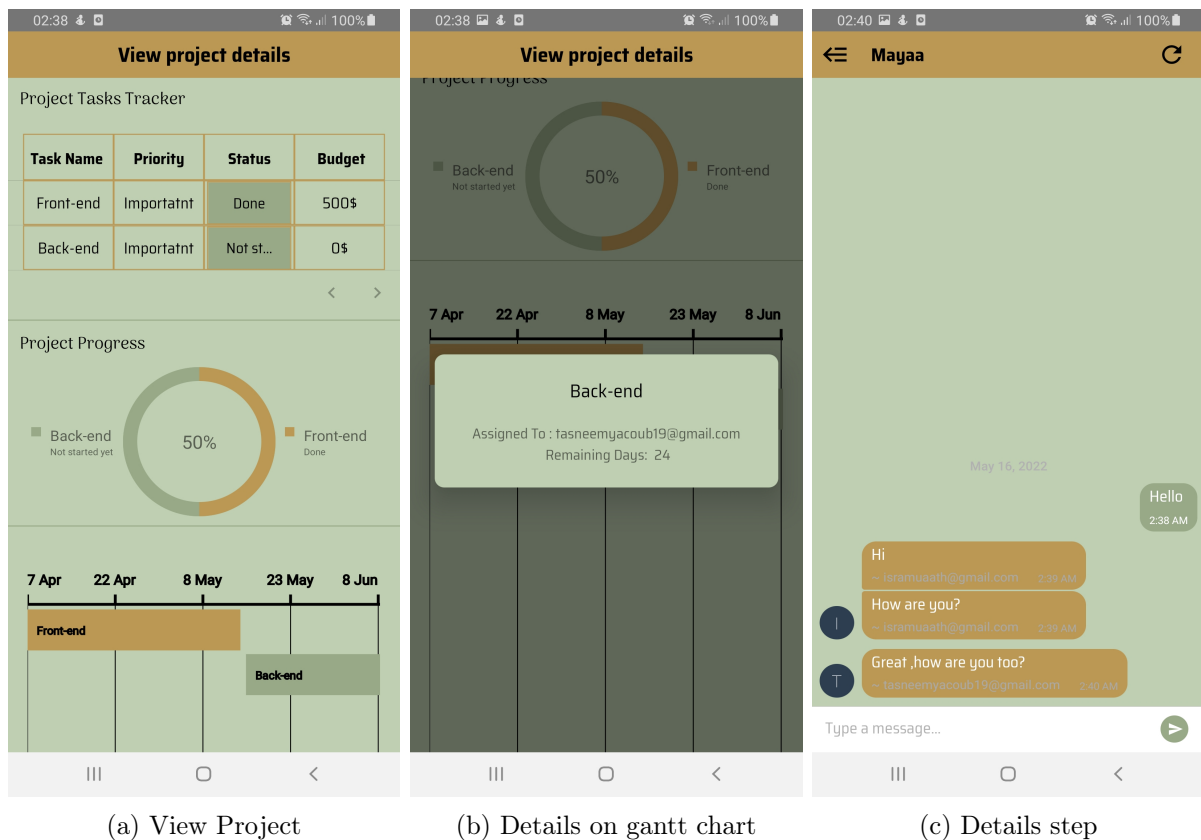 02:38 100%
View project details
Project Tasks Tracker
Task Name Priority Status Budget
Front-end Importatnt Done 500$
Back-end Importatnt Not st... 0$
Project Progress
Back-end
Not started yet
50%
Front-end
Done
7 Apr 22 Apr 8 May 23 May 8 Jun
Front-end
Back-end
(a) View Project
02:38 100%
View project details
Project Progress
Back-end
Not started yet
50%
Front-end
Done
7 Apr 22 Apr 8 May 23 May 8 Jun
Back-end
Assigned To : tasneemyacoub19@gmail.com
Remaining Days: 24
(b) Details on gantt chart
02:40 100%
Mayaa
May 16, 2022
Hello
2:38 AM
Hi
~ isramusath@gmail.com 2:39 AM
How are you?
I
~ isramusath@gmail.com 2:39 AM
Great ,how are you too?
T
~ tasneemyacoub19@gmail.com 2:40 AM
Type a message...
(c) Details step